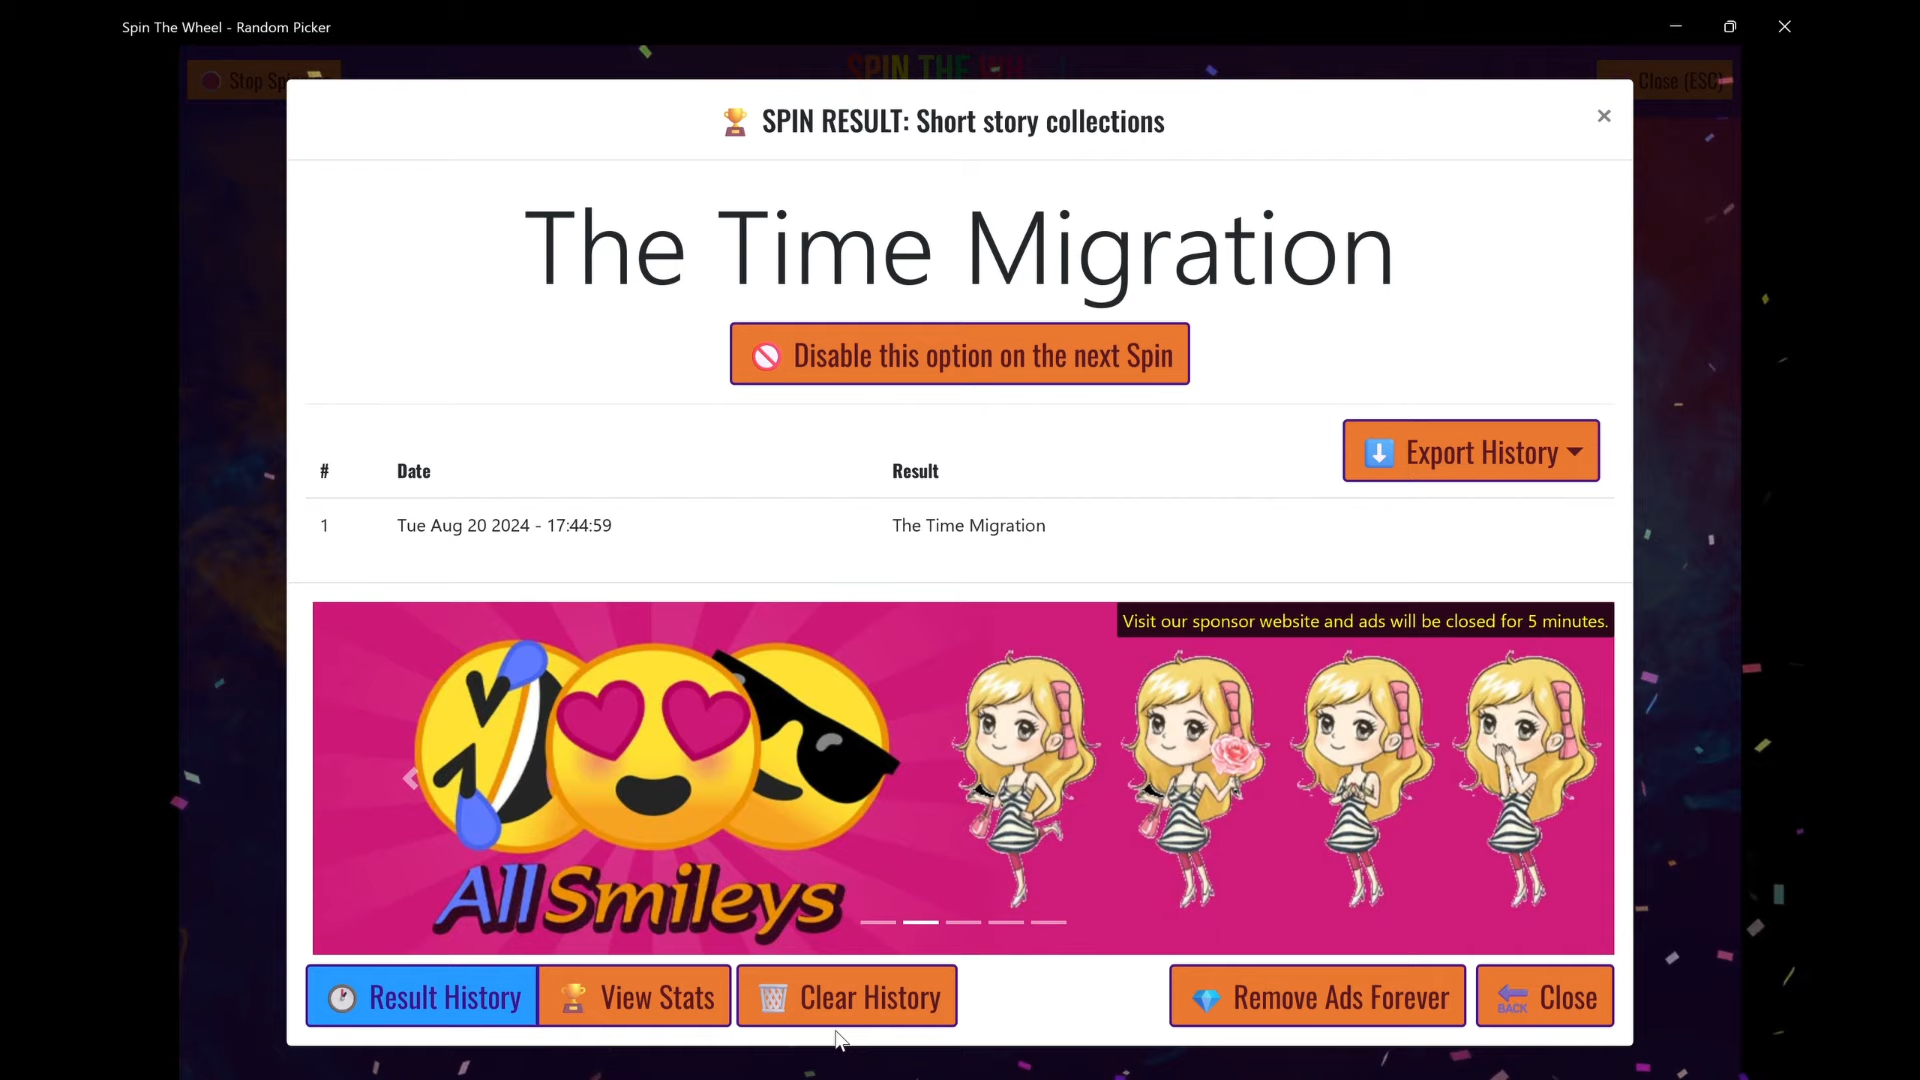 Spin The Wheel - Random Picker
SPIN THE
Stop
Close (ESC)
SPIN RESULT: Short story collections
×
The Time Migration
Disable this option on the next Spin
Export History
# Date Result
1 Tue Aug 20 2024 - 17:44:59 The Time Migration
Visit our sponsor website and ads will be closed for 5 minutes.
AllSmileys
Result History
View Stats
Clear History
Remove Ads Forever
BACK Close